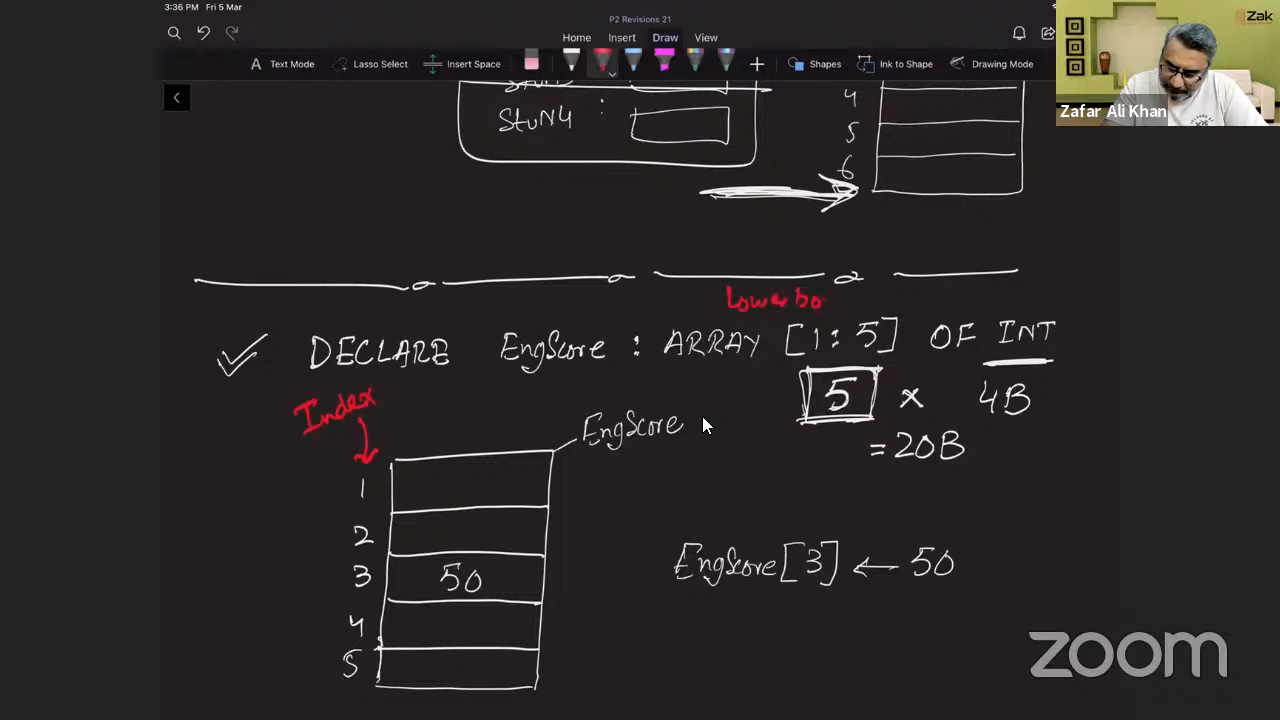 3:36 PM Fri 5 Mar
P2 Revisions 21
Home Insert Draw View
Text Mode Lasso Select Insert Space Shapes Ink to Shape Drawing Mode
Zak
Zafar Ali Khan
StuN4 :
4
5
6
Lower bo
DECLARE EngScore : ARRAY [1 : 5] OF INT
5 x 4B
= 20B
Index
EngScore
1
2
3 50
4
5
EngScore[3] ← 50
zoom